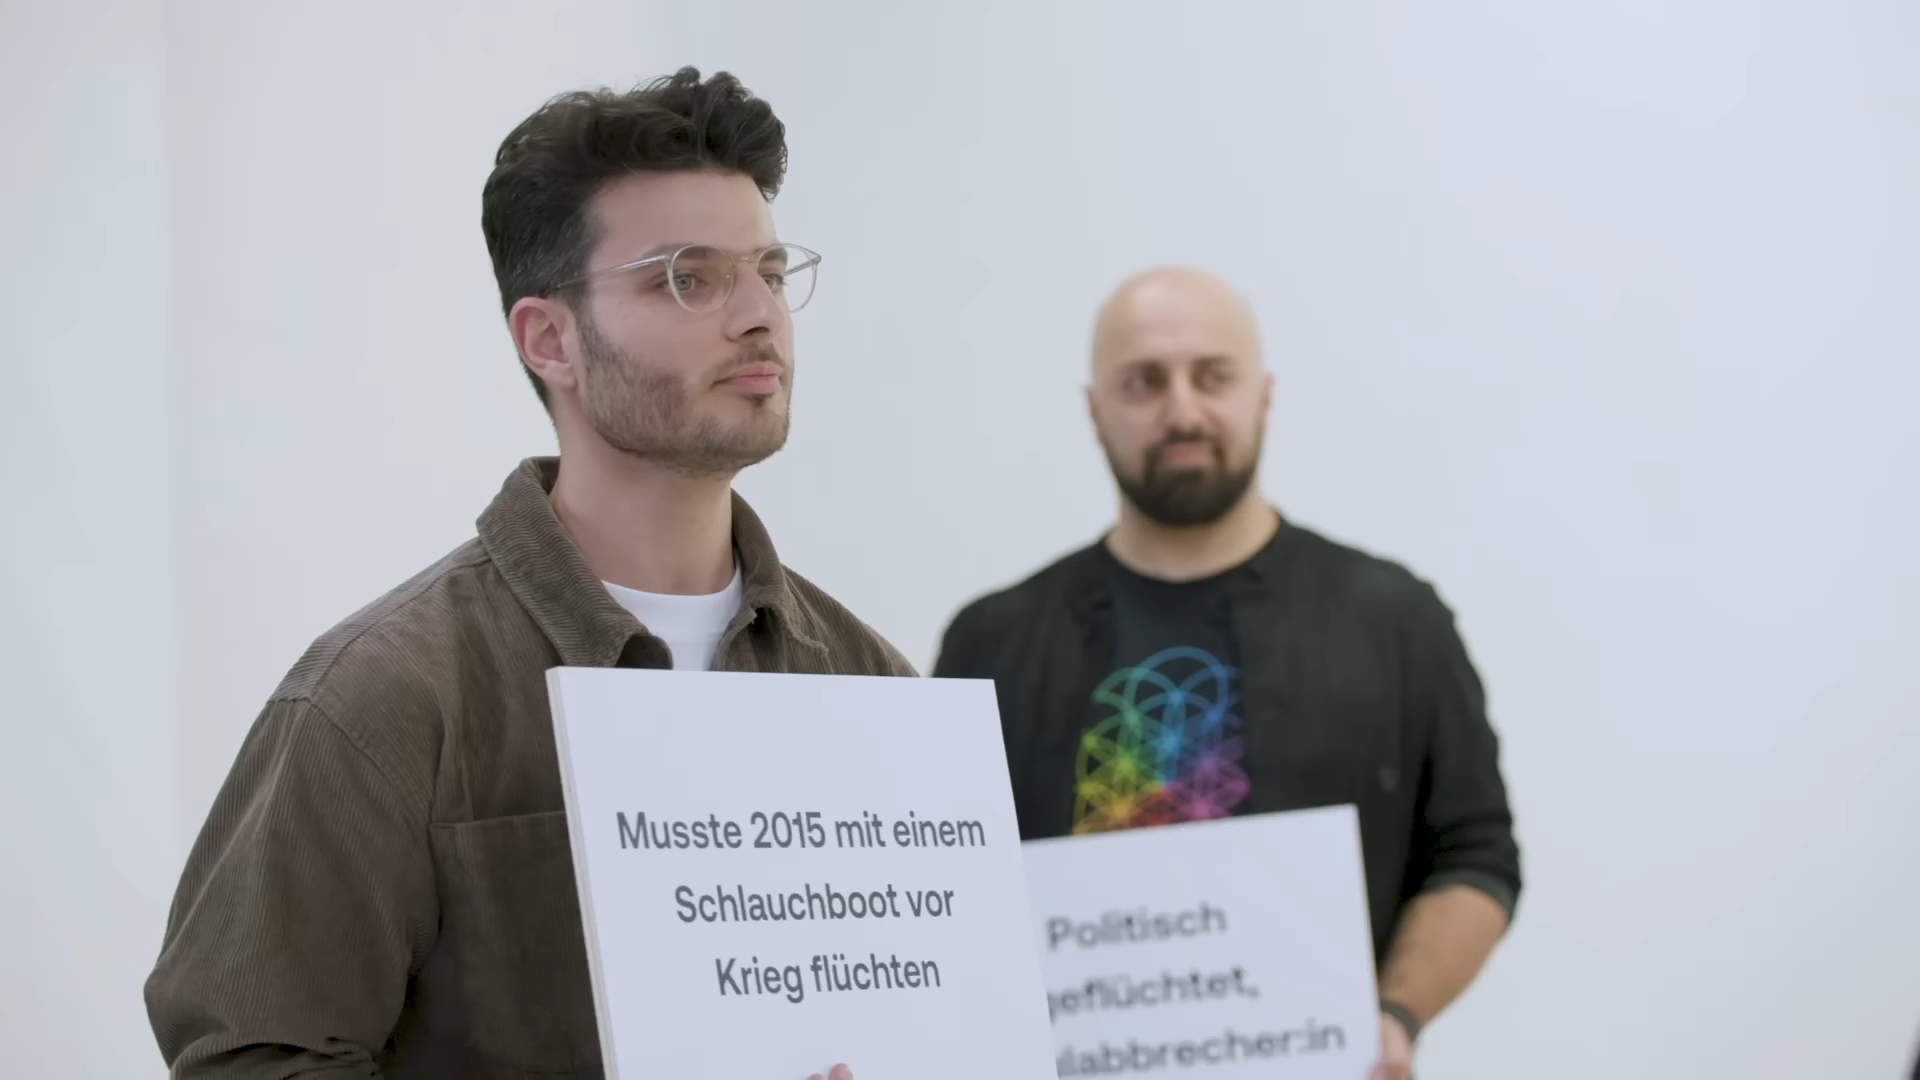 Musste 2015 mit einem
Schlauchboot vor
Krieg flüchten
Politisch
geflüchtet,